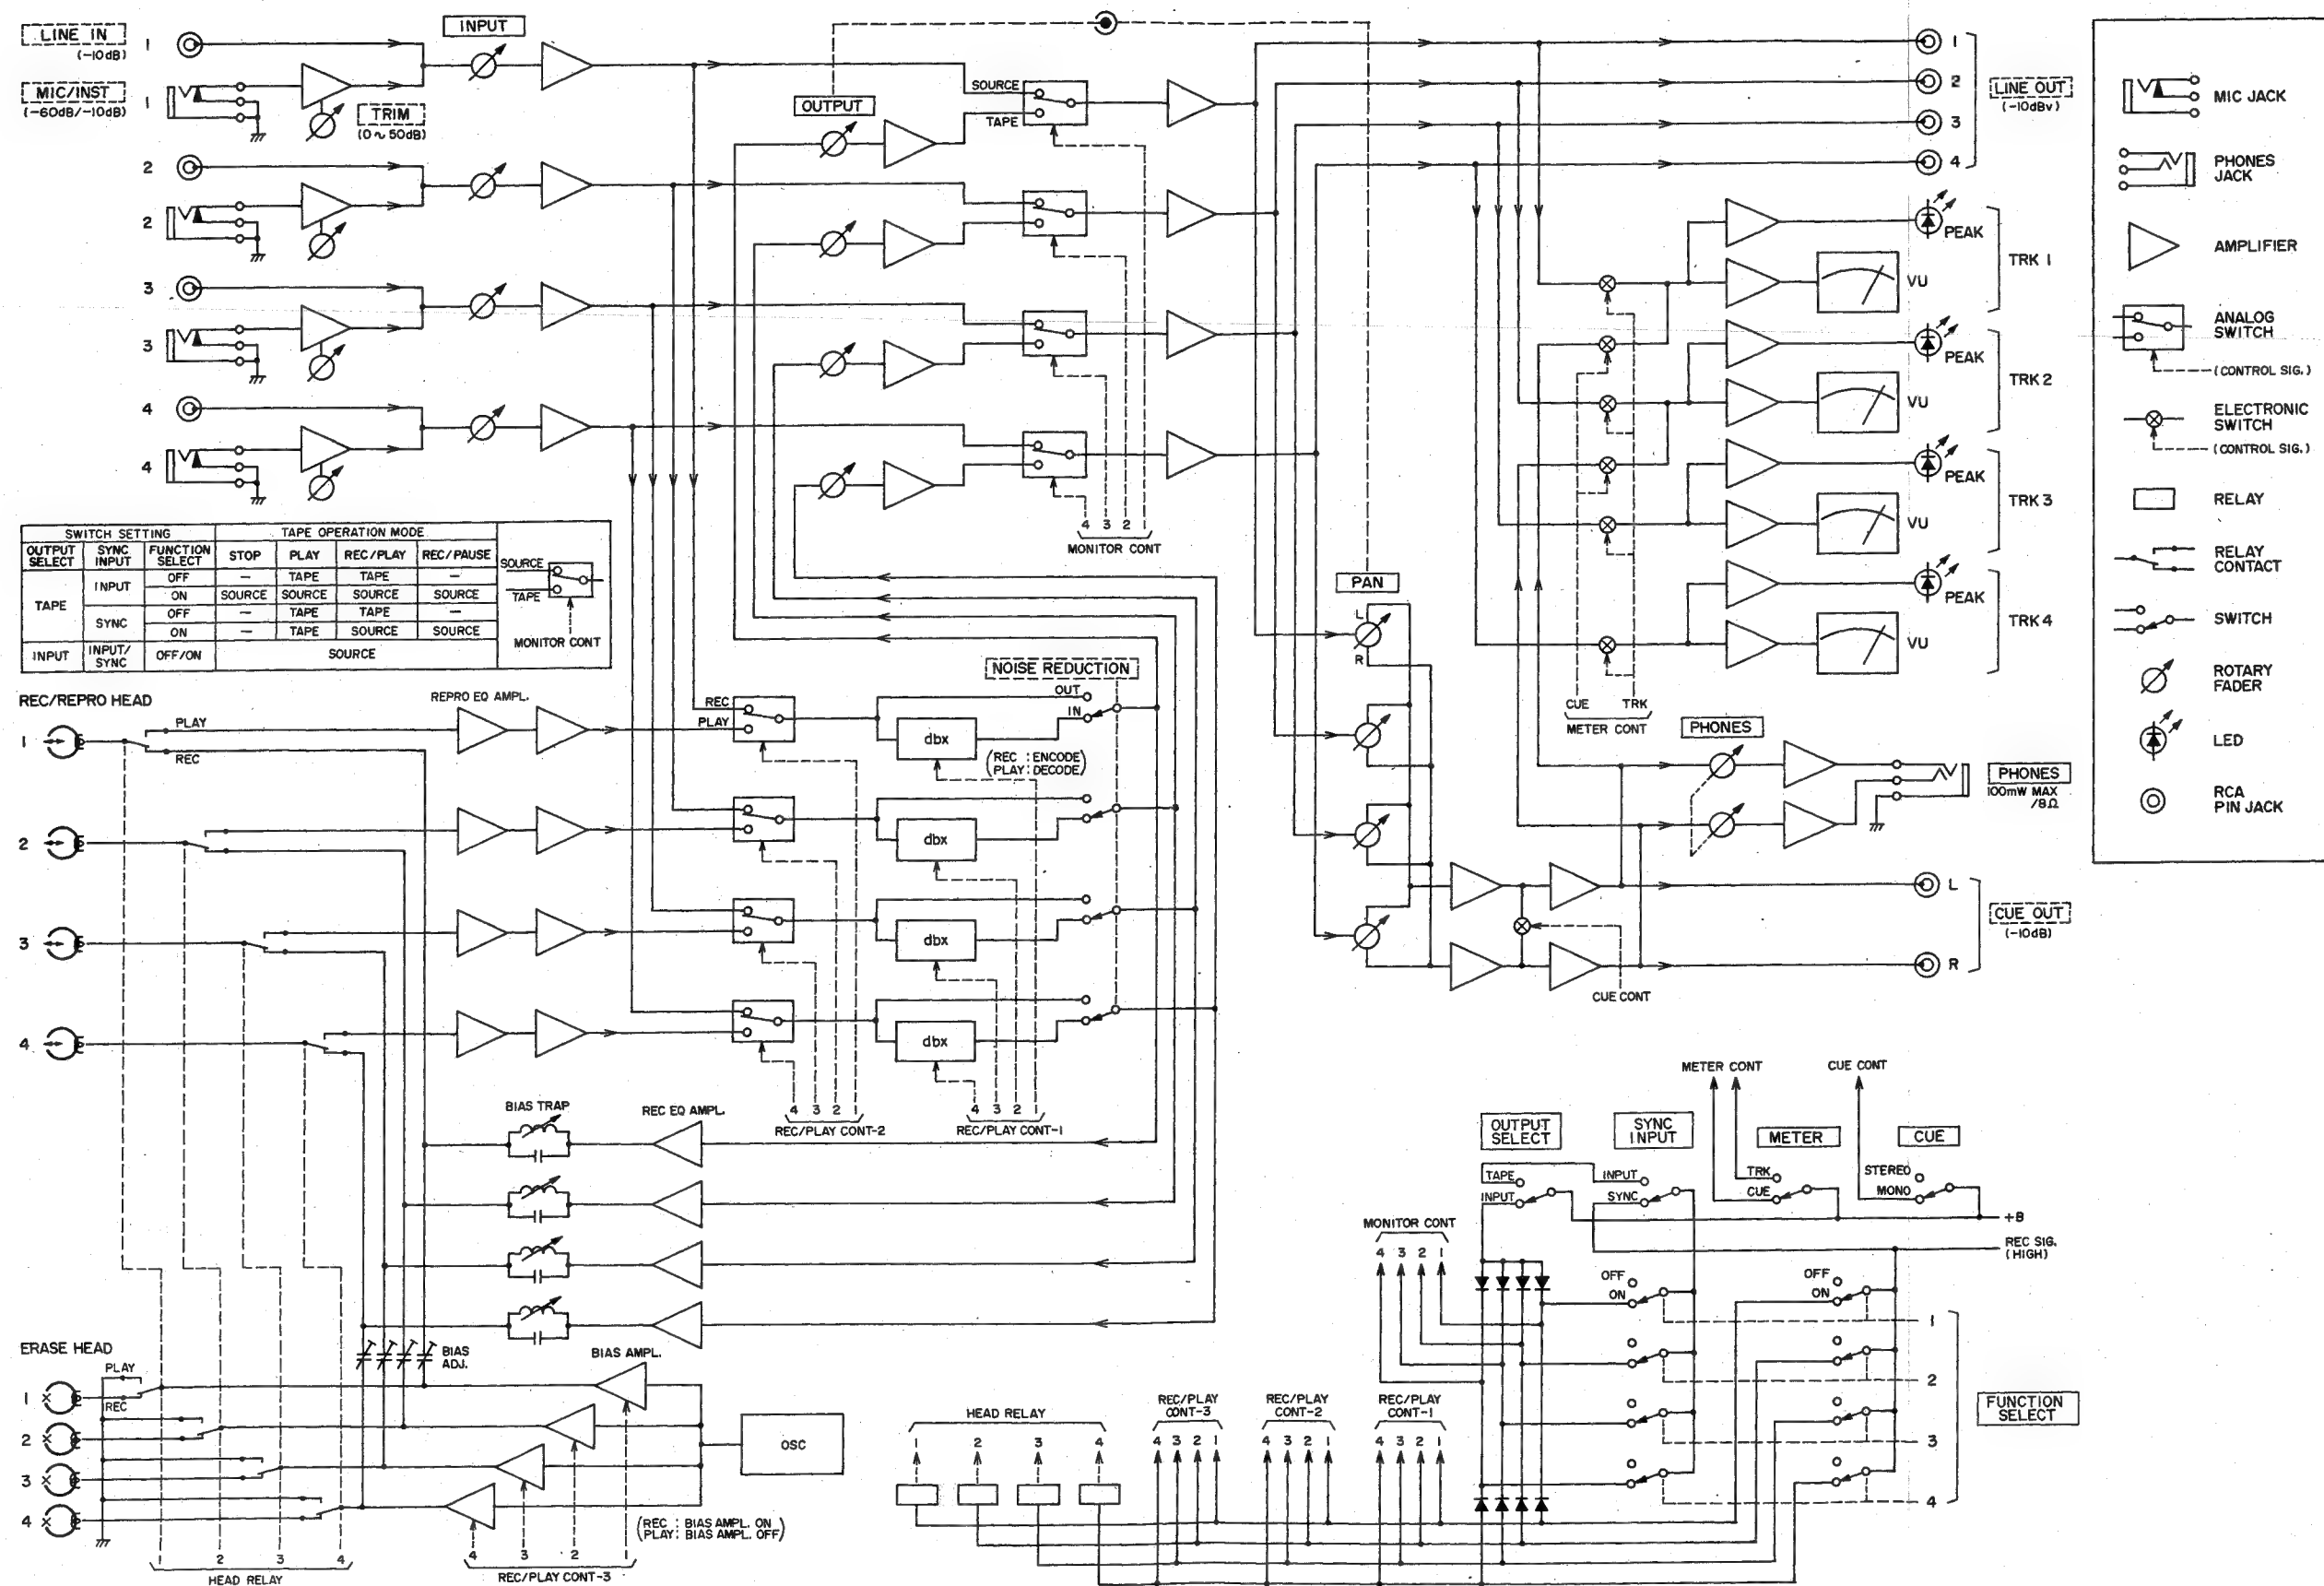 LINE IN
(-10dB)
1
MIC/INST
(-60dB/-10dB)
1
TRIM
(0~50dB)
INPUT
2
2
3
3
4
4
OUTPUT
SOURCE
TAPE
4 3 2 1
MONITOR CONT
1
2
3
4
LINE OUT
(-10dBv)
PEAK
VU
TRK 1
PEAK
VU
TRK 2
PEAK
VU
TRK 3
PEAK
VU
TRK 4
CUE TRK
METER CONT
MIC JACK
PHONES
JACK
AMPLIFIER
ANALOG
SWITCH
(CONTROL SIG.)
ELECTRONIC
SWITCH
(CONTROL SIG.)
RELAY
RELAY
CONTACT
SWITCH
ROTARY
FADER
LED
RCA
PIN JACK
SWITCH SETTING TAPE OPERATION MODE
OUTPUT SELECT SYNC INPUT FUNCTION SELECT STOP PLAY REC/PLAY REC/PAUSE
TAPE INPUT OFF — TAPE TAPE —
ON SOURCE SOURCE SOURCE SOURCE
SYNC OFF — TAPE TAPE —
ON — TAPE SOURCE SOURCE
INPUT INPUT/SYNC OFF/ON SOURCE
SOURCE
TAPE
MONITOR CONT
PAN
L
R
REC/REPRO HEAD
1
2
3
4
PLAY
REC
REPRO EQ AMPL.
REC
PLAY
NOISE REDUCTION
OUT
IN
dbx
(REC : ENCODE
PLAY : DECODE)
dbx
dbx
dbx
4 3 2 1
REC/PLAY CONT-2
4 3 2 1
REC/PLAY CONT-1
PHONES
PHONES
100mW MAX
/8Ω
L
CUE OUT
(-10dB)
R
CUE CONT
BIAS TRAP
REC EQ AMPL.
BIAS
ADJ.
BIAS AMPL.
OSC
(REC : BIAS AMPL. ON
PLAY : BIAS AMPL. OFF)
4 3 2 1
REC/PLAY CONT-3
ERASE HEAD
1
2
3
4
PLAY
REC
1 2 3 4
HEAD RELAY
METER CONT
CUE CONT
OUTPUT
SELECT
SYNC
INPUT
METER
CUE
TAPE
INPUT
INPUT
SYNC
TRK
CUE
STEREO
MONO
+B
REC SIG.
(HIGH)
MONITOR CONT
4 3 2 1
OFF
ON
OFF
ON
1
2
3
4
FUNCTION
SELECT
HEAD RELAY
1 2 3 4
REC/PLAY
CONT-3
4 3 2 1
REC/PLAY
CONT-2
4 3 2 1
REC/PLAY
CONT-1
4 3 2 1